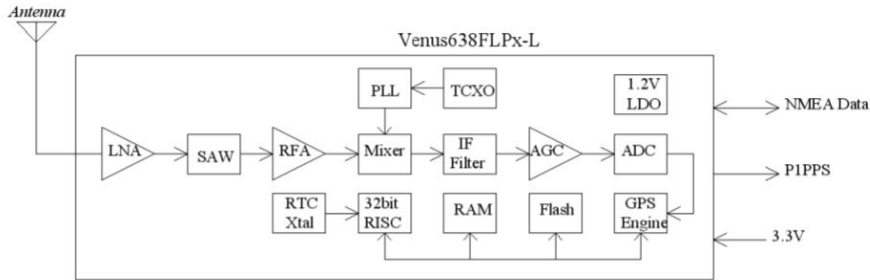 Antenna
Venus638FLPx-L
PLL
TCXO
1.2V
LDO
NMEA Data
LNA
SAW
RFA
Mixer
IF
Filter
AGC
ADC
P1PPS
RTC
Xtal
32bit
RISC
RAM
Flash
GPS
Engine
3.3V